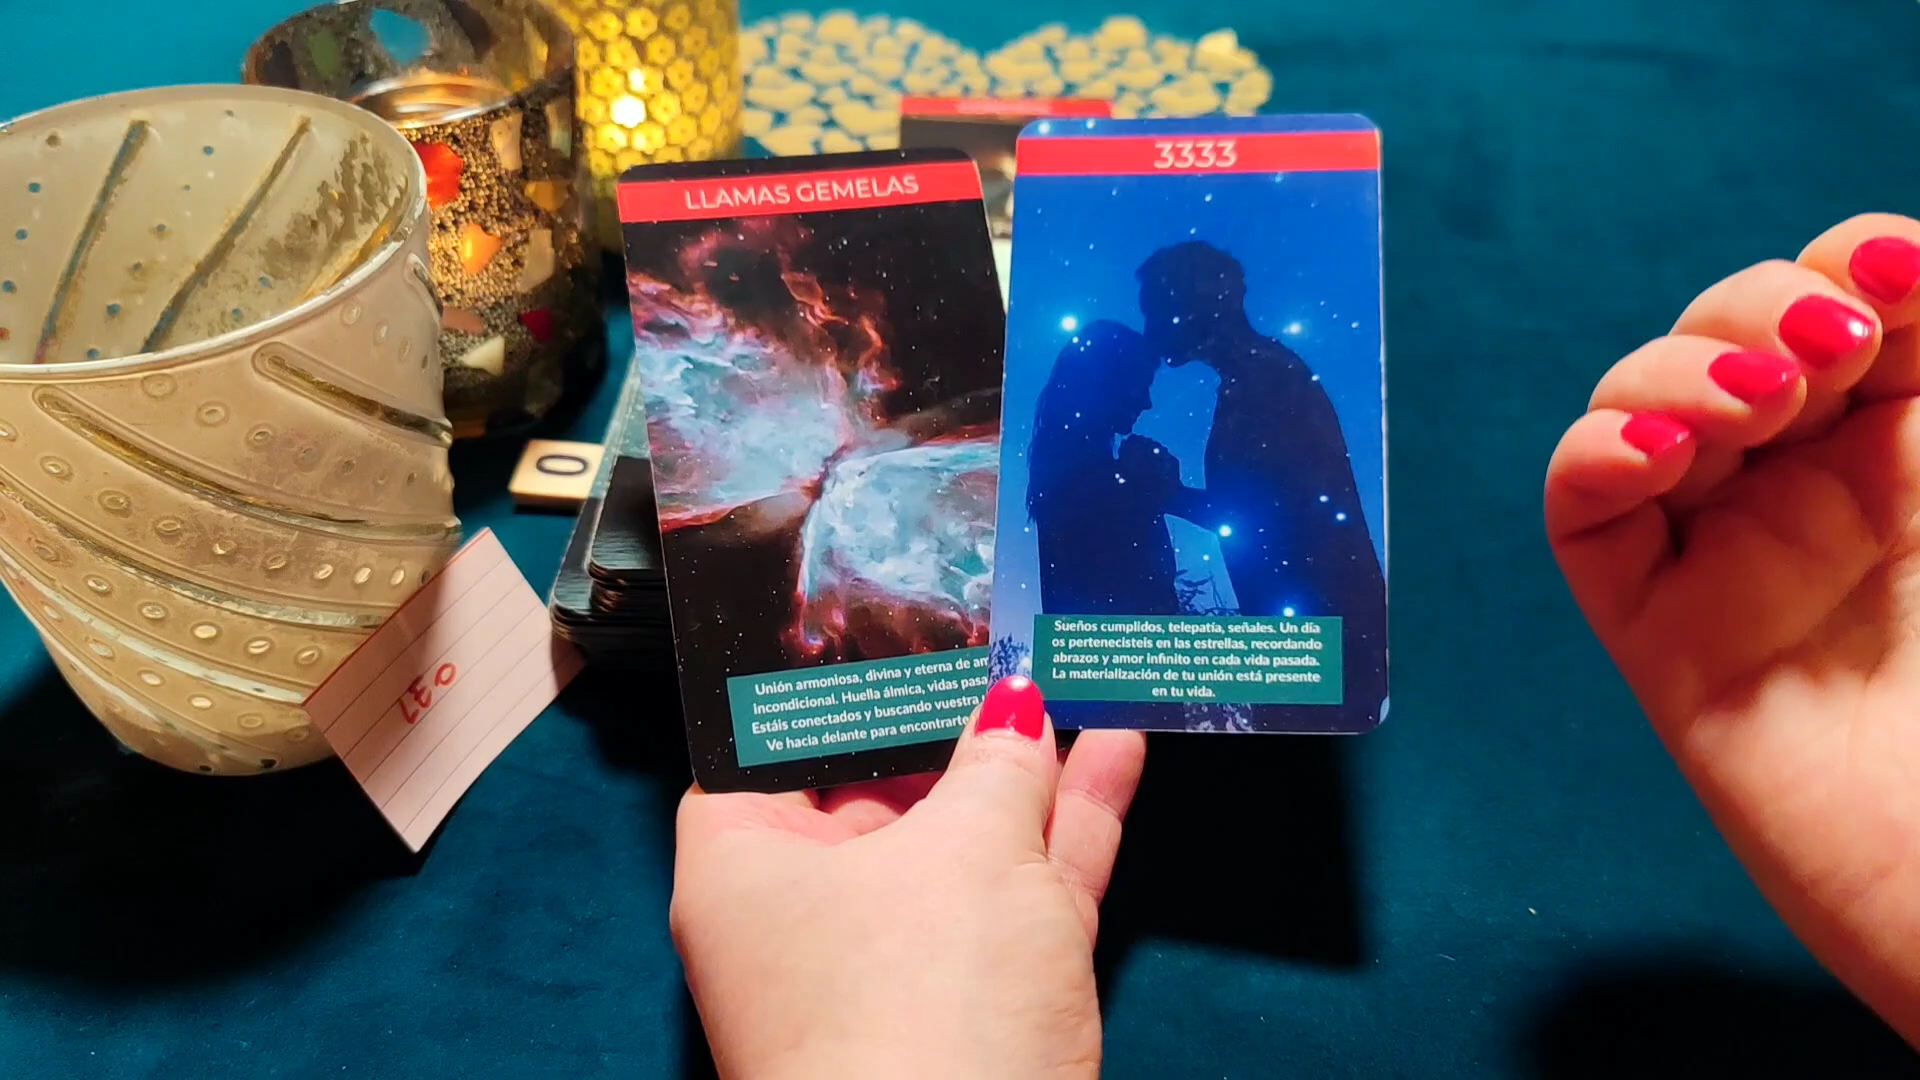 LLAMAS GEMELAS
Unión armoniosa, divina y eterna de
Incondicional. Huella álmica, vidas
Estáis conectados y buscando vuestra
Ve hacia delante para
3333
Sueños cumplidos, telepatía, señales. Un día
os pertenecisteis en las estrellas, recordando
abrazos y amor infinito en cada vida pasada.
La materialización de tu unión está presente
en tu vida.
0
LEO